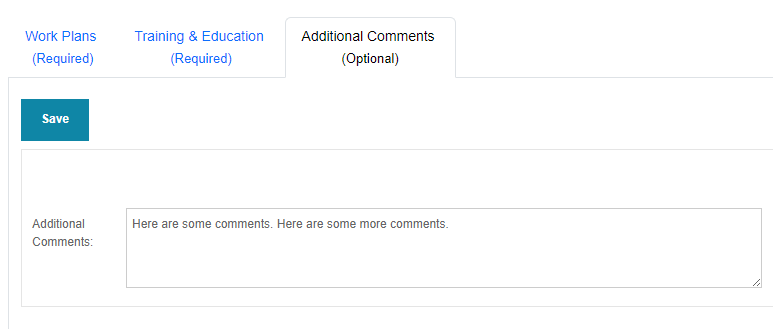 Work Plans Training & Education Additional Comments
(Required) (Required) (Optional)
Save
Additional
Comments:
Here are some comments. Here are some more comments.